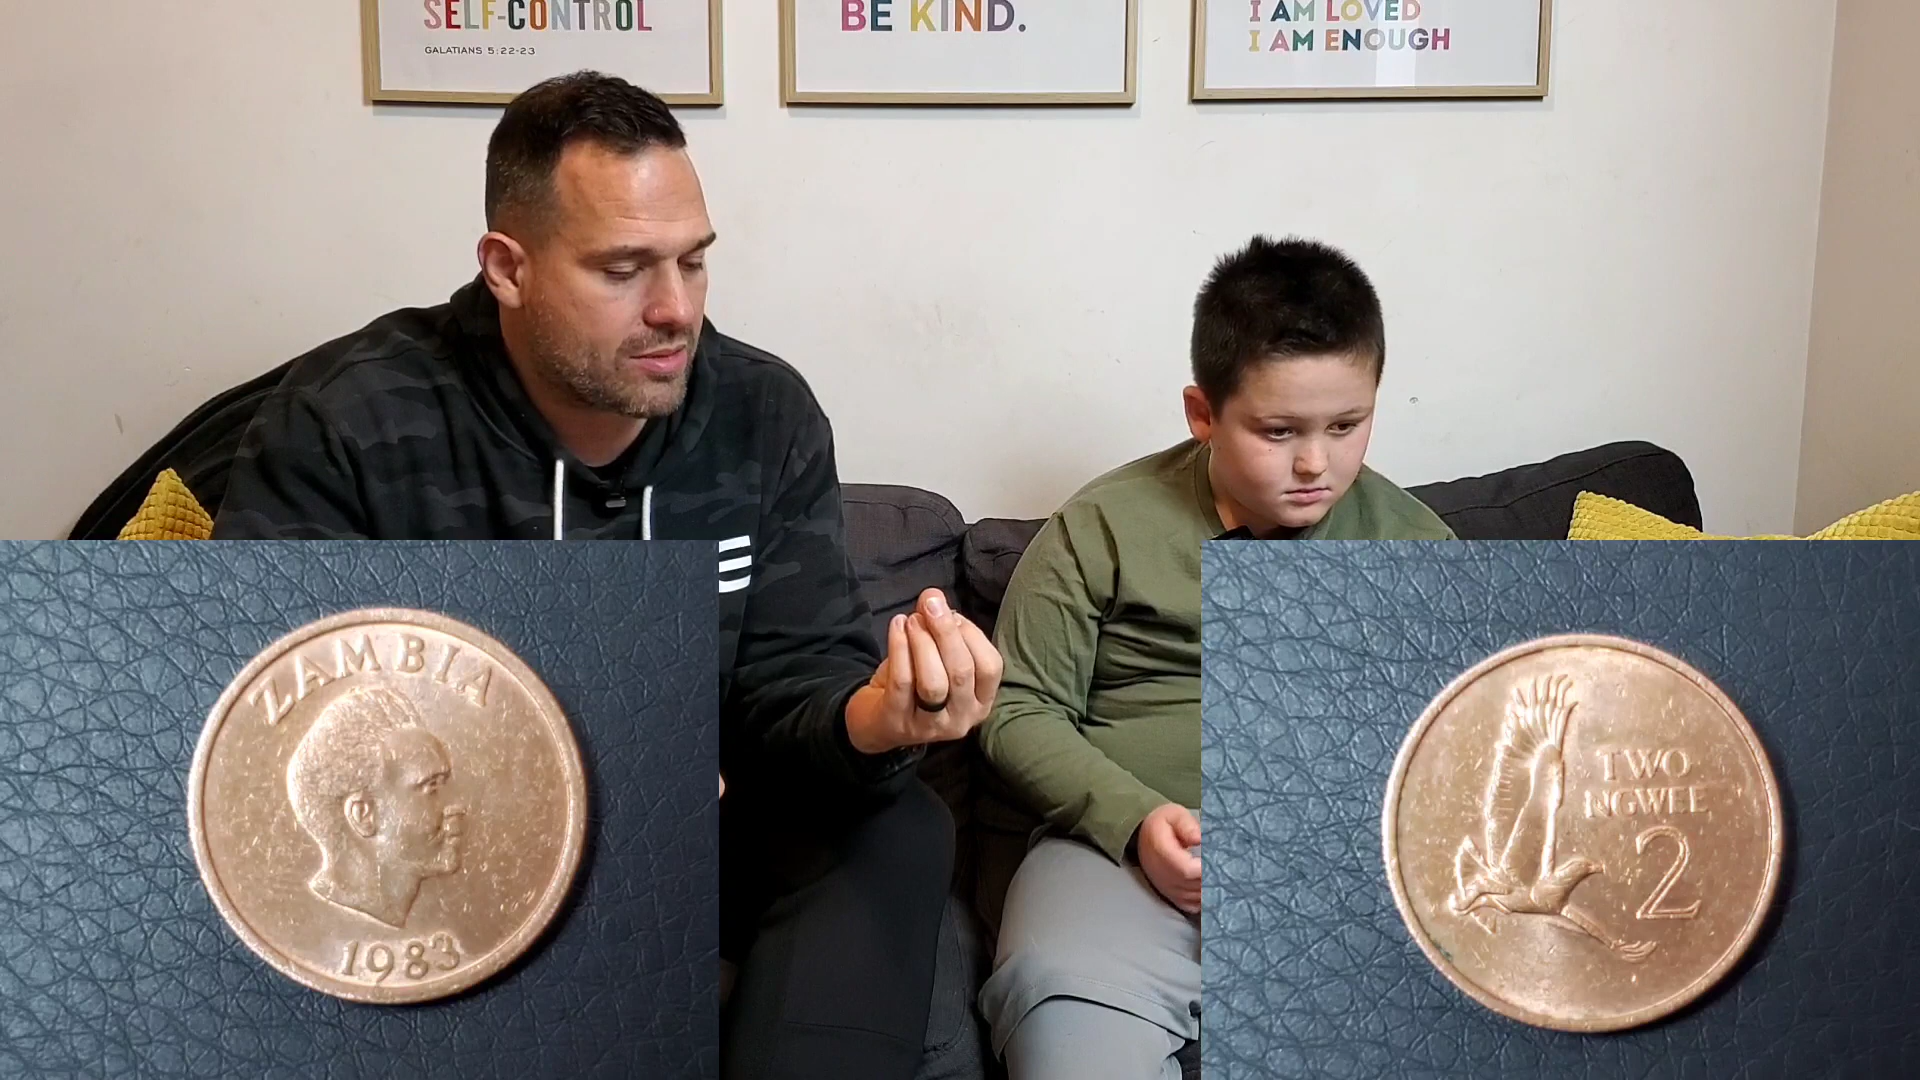 SELF-CONTROL
GALATIANS 5:22-23
BE KIND.
I AM LOVED
I AM ENOUGH
ZAMBIA
1983
TWO
NGWEE
2